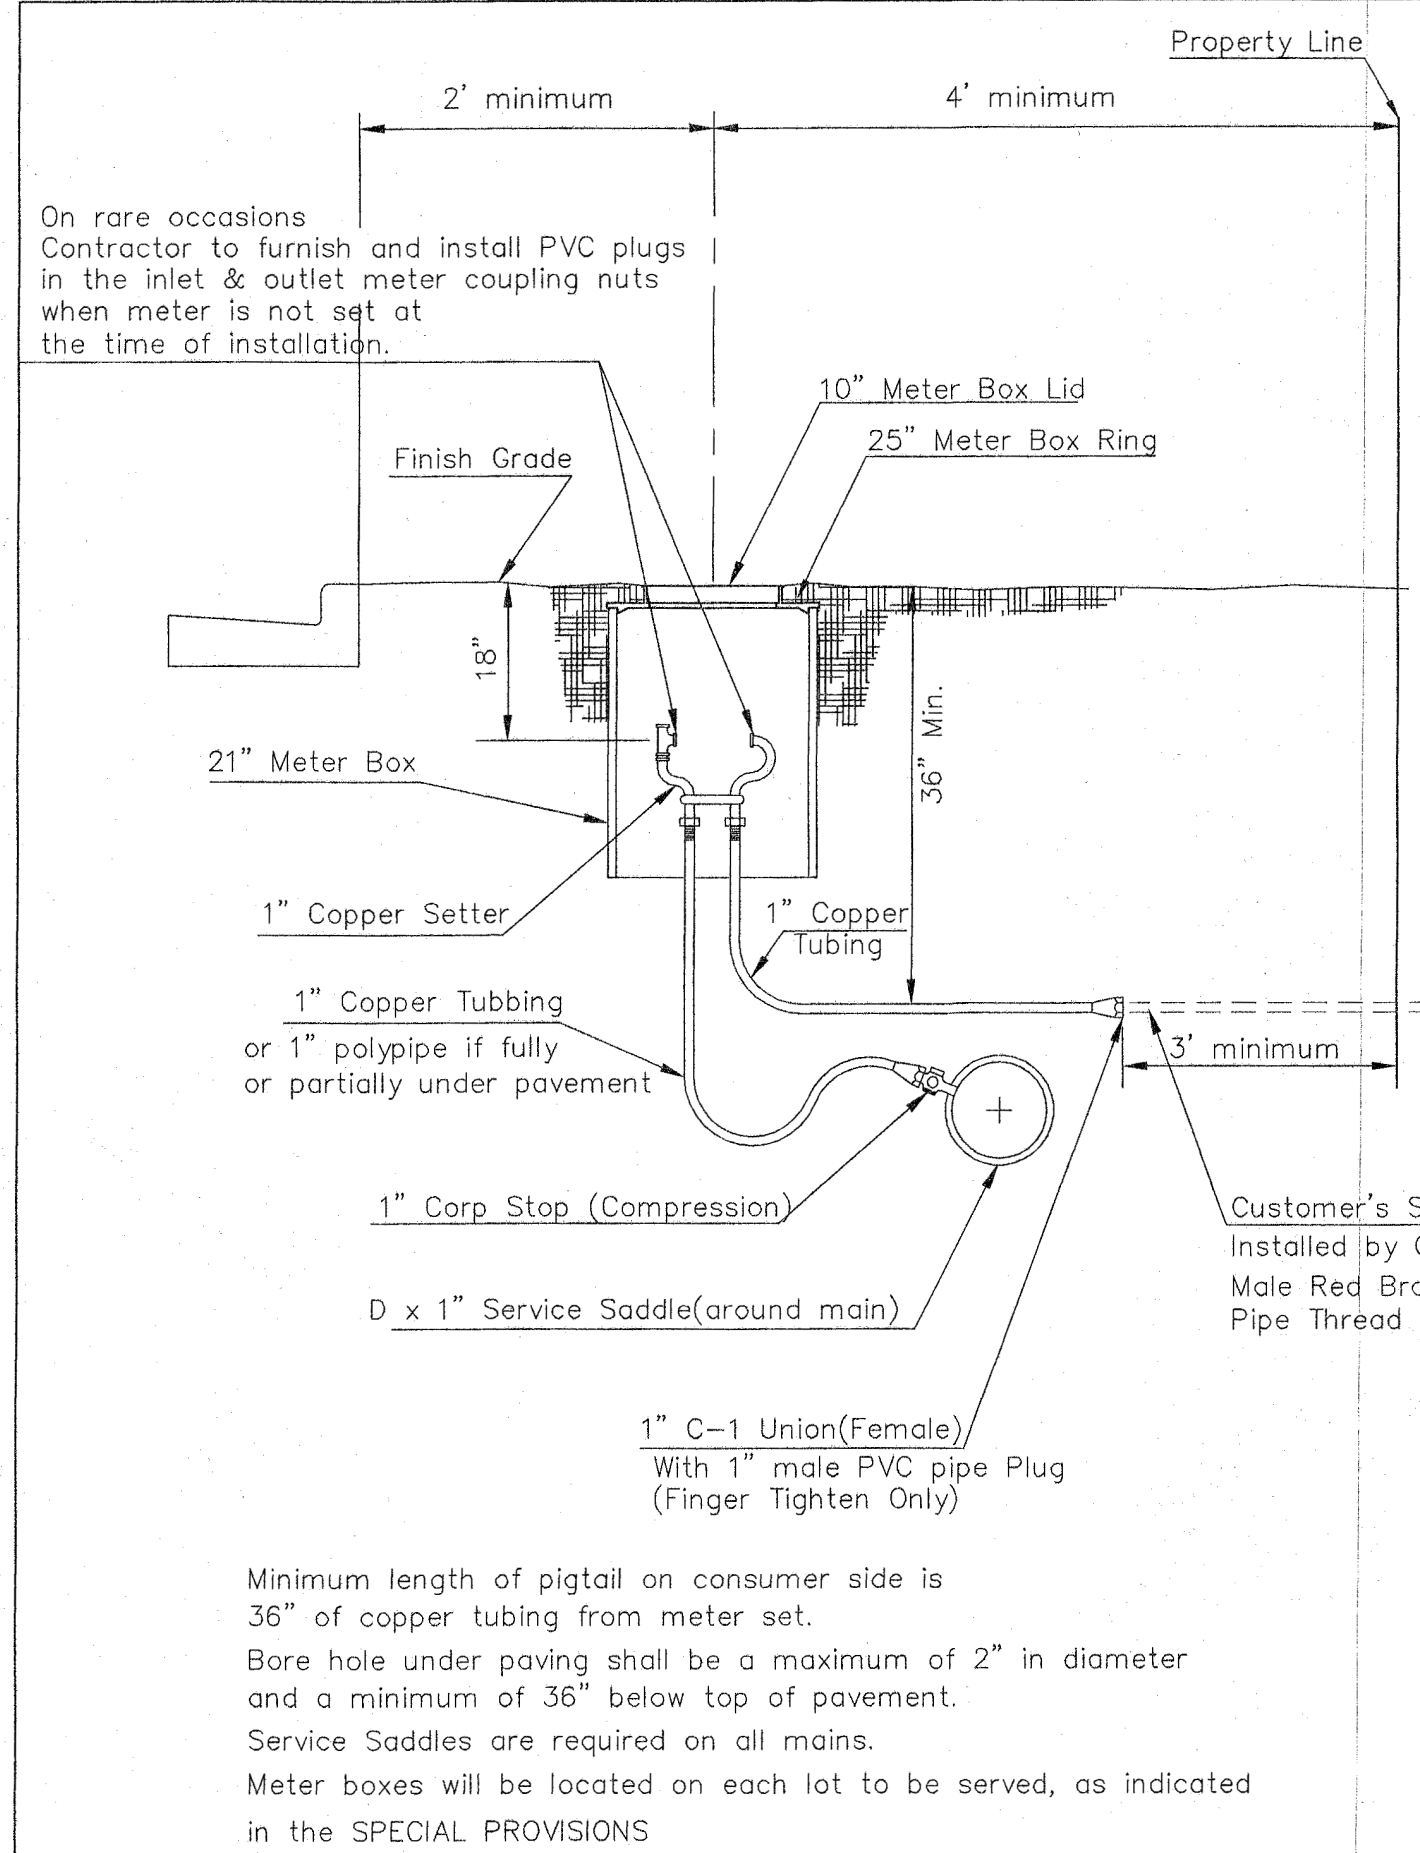 Property Line
2' minimum
4' minimum
On rare occasions
Contractor to furnish and install PVC plugs
in the inlet & outlet meter coupling nuts
when meter is not set at
the time of installation.
10" Meter Box Lid
25" Meter Box Ring
Finish Grade
18"
36" Min.
21" Meter Box
1" Copper Setter
1" Copper
Tubing
1" Copper Tubbing
or 1" polypipe if fully
or partially under pavement
3' minimum
1" Corp Stop (Compression)
Customer's
Installed by
Male Red
Pipe Thread
D x 1" Service Saddle(around main)
1" C-1 Union(Female)
With 1" male PVC pipe Plug
(Finger Tighten Only)
Minimum length of pigtail on consumer side is
36" of copper tubing from meter set.
Bore hole under paving shall be a maximum of 2" in diameter
and a minimum of 36" below top of pavement.
Service Saddles are required on all mains.
Meter boxes will be located on each lot to be served, as indicated
in the SPECIAL PROVISIONS